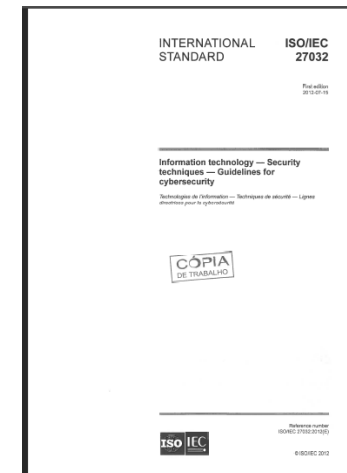 INTERNATIONAL STANDARD
ISO/IEC 27032
First edition
2012-07-15
Information technology — Security
techniques — Guidelines for
cybersecurity
Technologies de l'information — Techniques de sécurité — Lignes
directrices pour la cybersécurité
CÓPIA
DE TRABALHO
ISO IEC
Reference number
ISO/IEC 27032:2012(E)
© ISO/IEC 2012